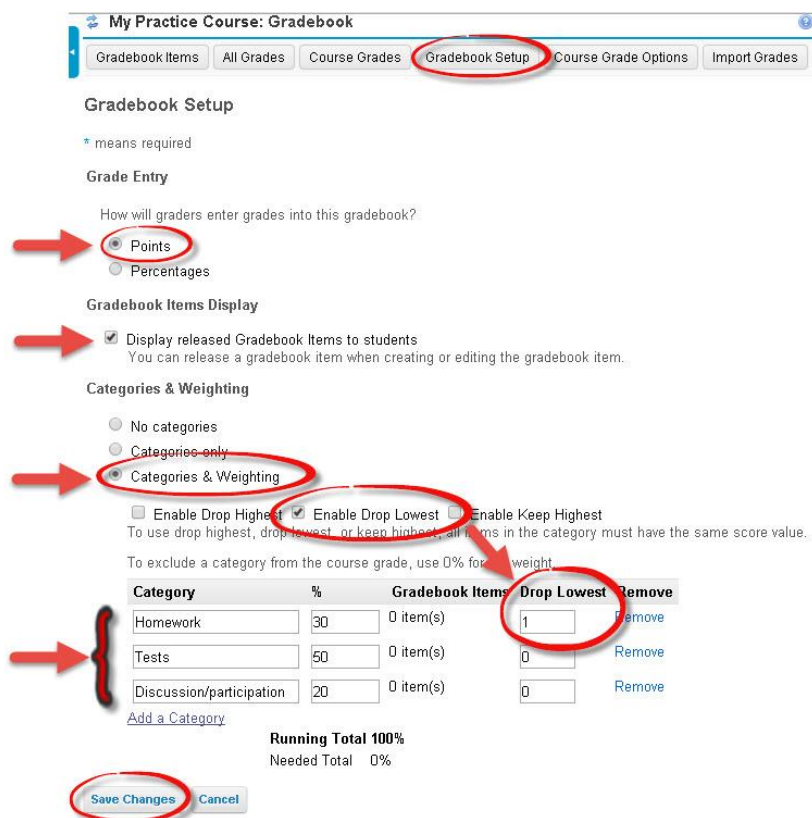 My Practice Course: Gradebook
Gradebook Items All Grades Course Grades Gradebook Setup Course Grade Options Import Grades
Gradebook Setup
* means required
Grade Entry
How will graders enter grades into this gradebook?
Points
Percentages
Gradebook Items Display
Display released Gradebook Items to students
You can release a gradebook item when creating or editing the gradebook item.
Categories & Weighting
No categories
Categories only
Categories & Weighting
Enable Drop Highest Enable Drop Lowest Enable Keep Highest
To use drop highest, drop lowest, or keep highest, all items in the category must have the same score value.
To exclude a category from the course grade, use 0% for weight.
Category % Gradebook Items Drop Lowest Remove
Homework 30 0 item(s) 1 Remove
Tests 50 0 item(s) 0 Remove
Discussion/participation 20 0 item(s) 0 Remove
Add a Category
Running Total 100%
Needed Total 0%
Save Changes Cancel